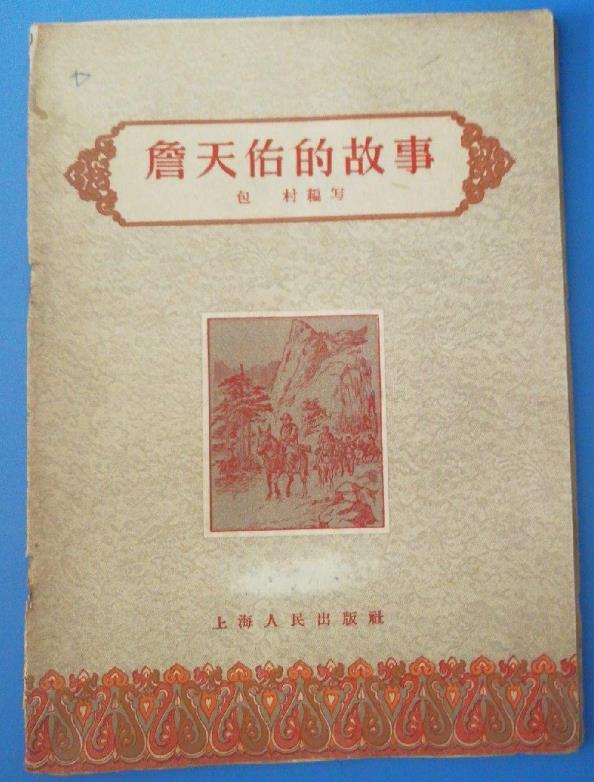 詹天佑的故事
包 村編写
上海人民出版社